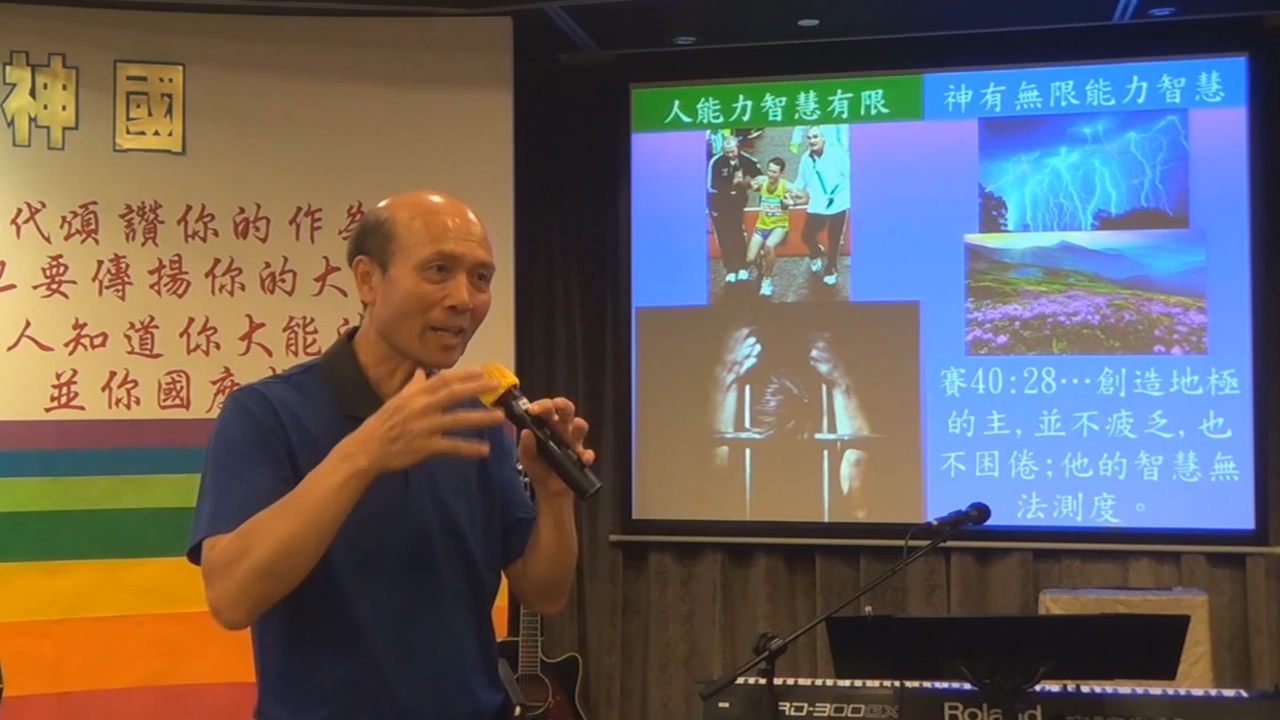 神國
代頌讚你的作為
要傳揚你的大
人知道你大能
並你國度
人能力智慧有限
神有無限能力智慧
賽40:28…創造地極
的主,並不疲乏,也
不困倦;他的智慧無
法測度。
RD-300GX
Roland